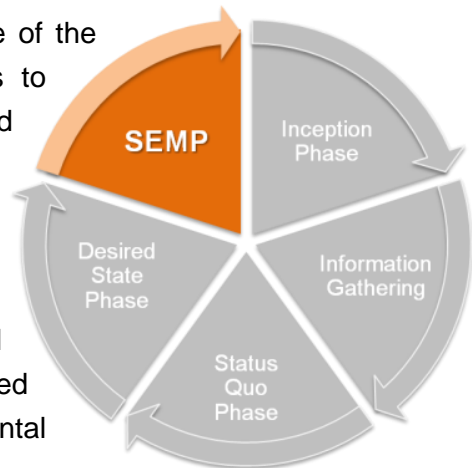 e of the
s to
d
d
ed
ntal
SEMP
Inception
Phase
Information
Gathering
Status
Quo
Phase
Desired
State
Phase